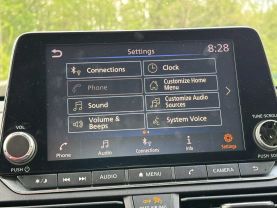 Settings
8:28
Connections
Clock
Phone
Customize Home
Menu
Sound
Customize Audio
Sources
Volume &
Beeps
System Voice
Phone
Audio
Connections
Info
Settings
VOL
PUSH
TUNE·SCROLL
PUSH
AUDIO
MENU
CAMERA